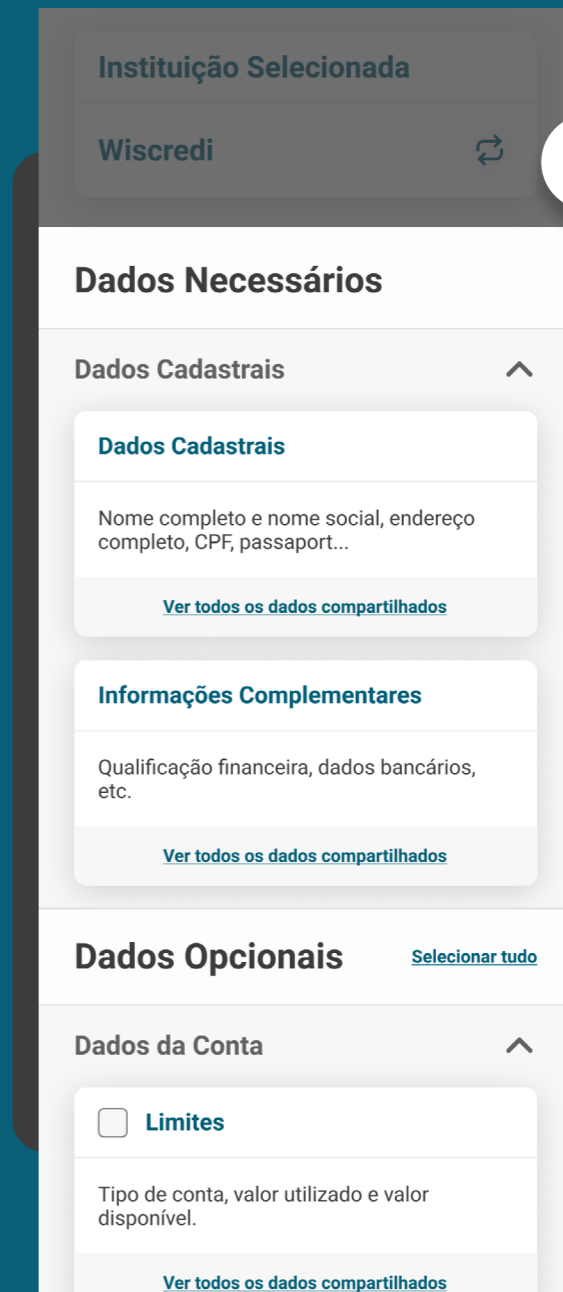 Instituição Selecionada
Wiscredi
Dados Necessários
Dados Cadastrais
Dados Cadastrais
Nome completo e nome social, endereço
completo, CPF, passaport...
Ver todos os dados compartilhados
Informações Complementares
Qualificação financeira, dados bancários,
etc.
Ver todos os dados compartilhados
Dados Opcionais
Selecionar tudo
Dados da Conta
Limites
Tipo de conta, valor utilizado e valor
disponível.
Ver todos os dados compartilhados